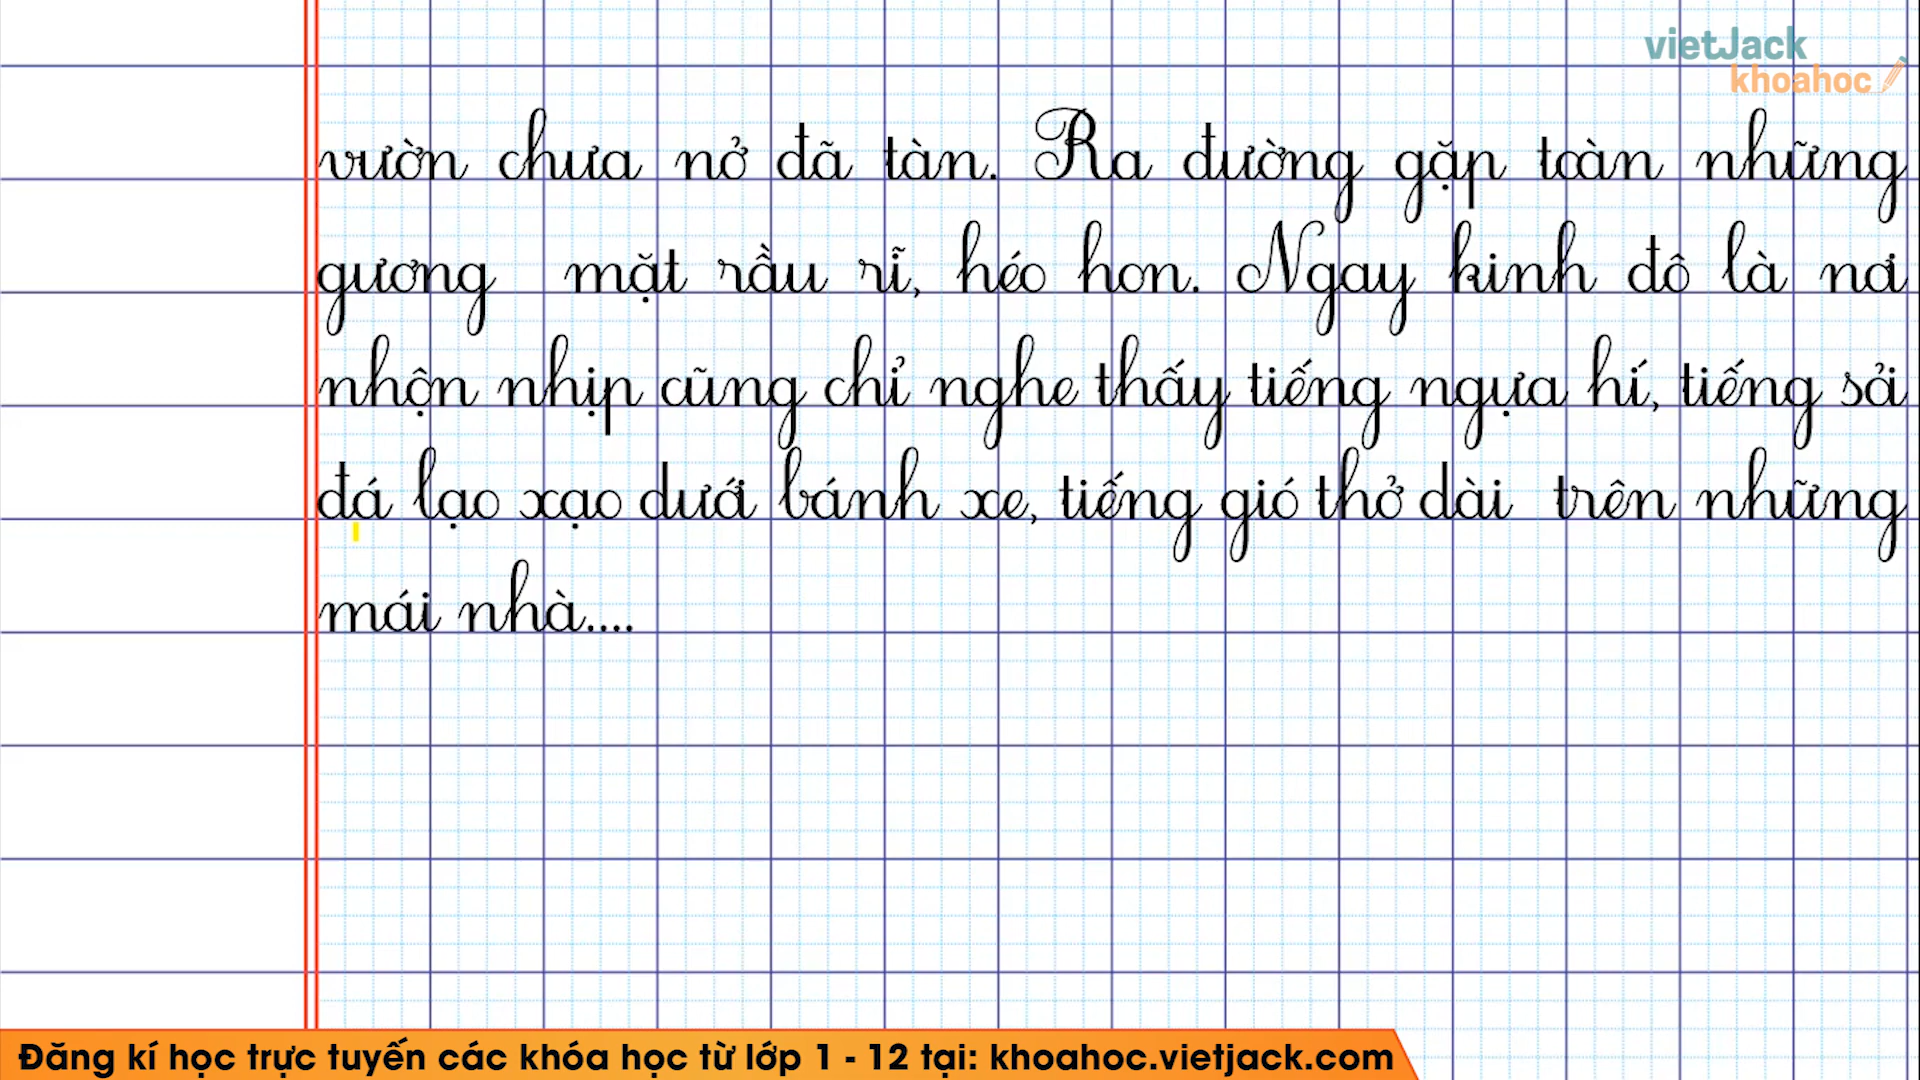 vietJack
khoahoc
vườn chưa nở đã tàn. Ra đường gặp toàn những
gương mặt rầu rĩ, héo hon. Ngay kinh đô là nơi
nhộn nhịp cũng chỉ nghe thấy tiếng ngựa hí, tiếng sỏi
đá lạo xạo dưới bánh xe, tiếng gió thở dài trên những
mái nhà....
Đăng kí học trực tuyến các khóa học từ lớp 1 - 12 tại: khoahoc.vietjack.com